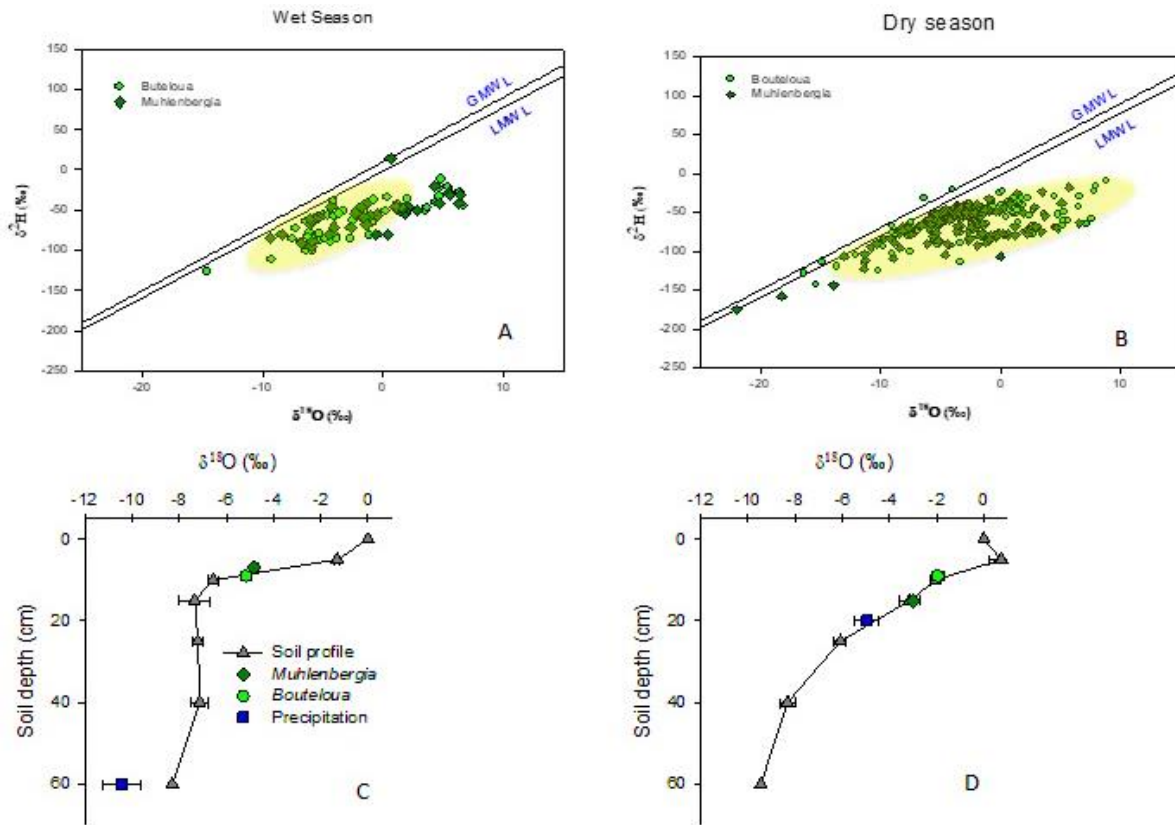 Wet Season
150
100
50
0
-50
-100
-150
-200
-250
δ²H (‰)
Buteloua
Muhlenbergia
GMWL
LMWL
A
-20 -10 0 10
δ¹⁸O (‰)
Dry season
150
100
50
0
-50
-100
-150
-200
-250
δ²H (‰)
Bouteloua
Muhlenbergia
GMWL
LMWL
B
-20 -10 0 10
δ¹⁸O (‰)
δ¹⁸O (‰)
-12 -10 -8 -6 -4 -2 0
0
20
40
60
Soil depth (cm)
Soil profile
Muhlenbergia
Bouteloua
Precipitation
C
δ¹⁸O (‰)
-12 -10 -8 -6 -4 -2 0
0
20
40
60
Soil depth (cm)
D